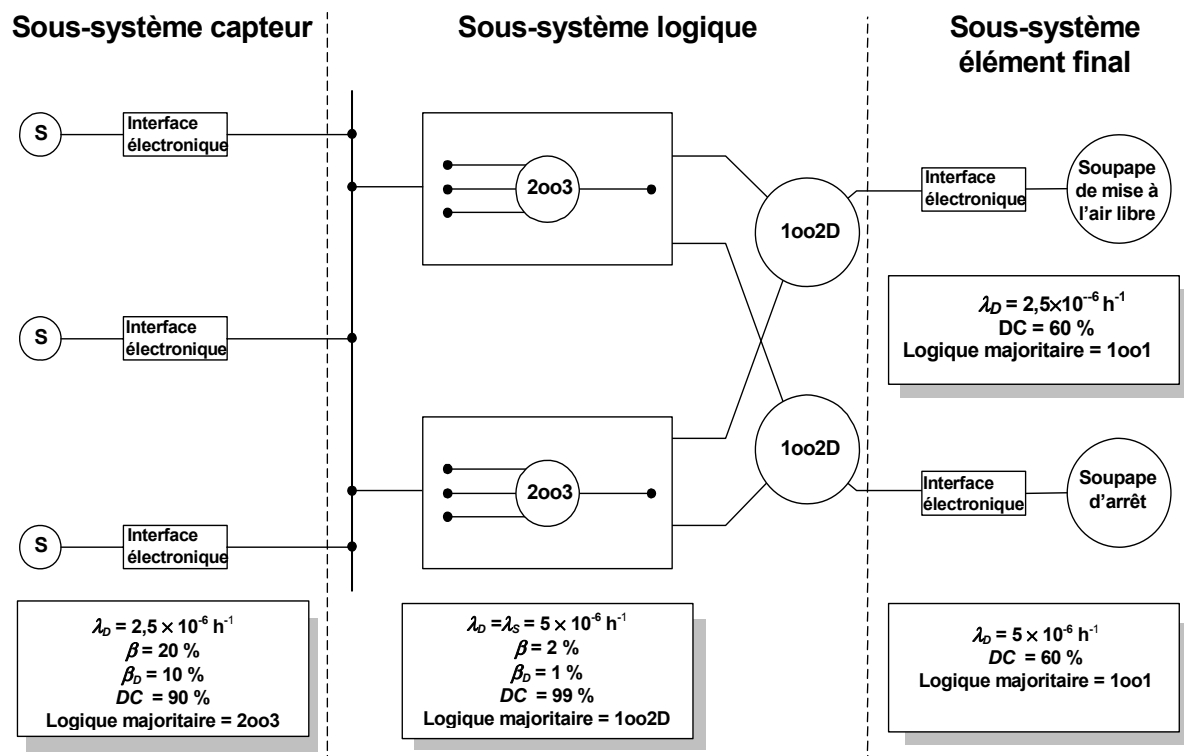 Sous-système capteur
Sous-système logique
Sous-système
élément final
S
Interface
électronique
S
Interface
électronique
S
Interface
électronique
λD = 2,5 × 10-6 h-1
β = 20 %
βD = 10 %
DC = 90 %
Logique majoritaire = 2oo3
2oo3
2oo3
1oo2D
1oo2D
λD =λS = 5 × 10-6 h-1
β = 2 %
βD = 1 %
DC = 99 %
Logique majoritaire = 1oo2D
Interface
électronique
Soupape
de mise à
l'air libre
λD = 2,5×10--6 h-1
DC = 60 %
Logique majoritaire = 1oo1
Interface
électronique
Soupape
d'arrêt
λD = 5 × 10-6 h-1
DC = 60 %
Logique majoritaire = 1oo1